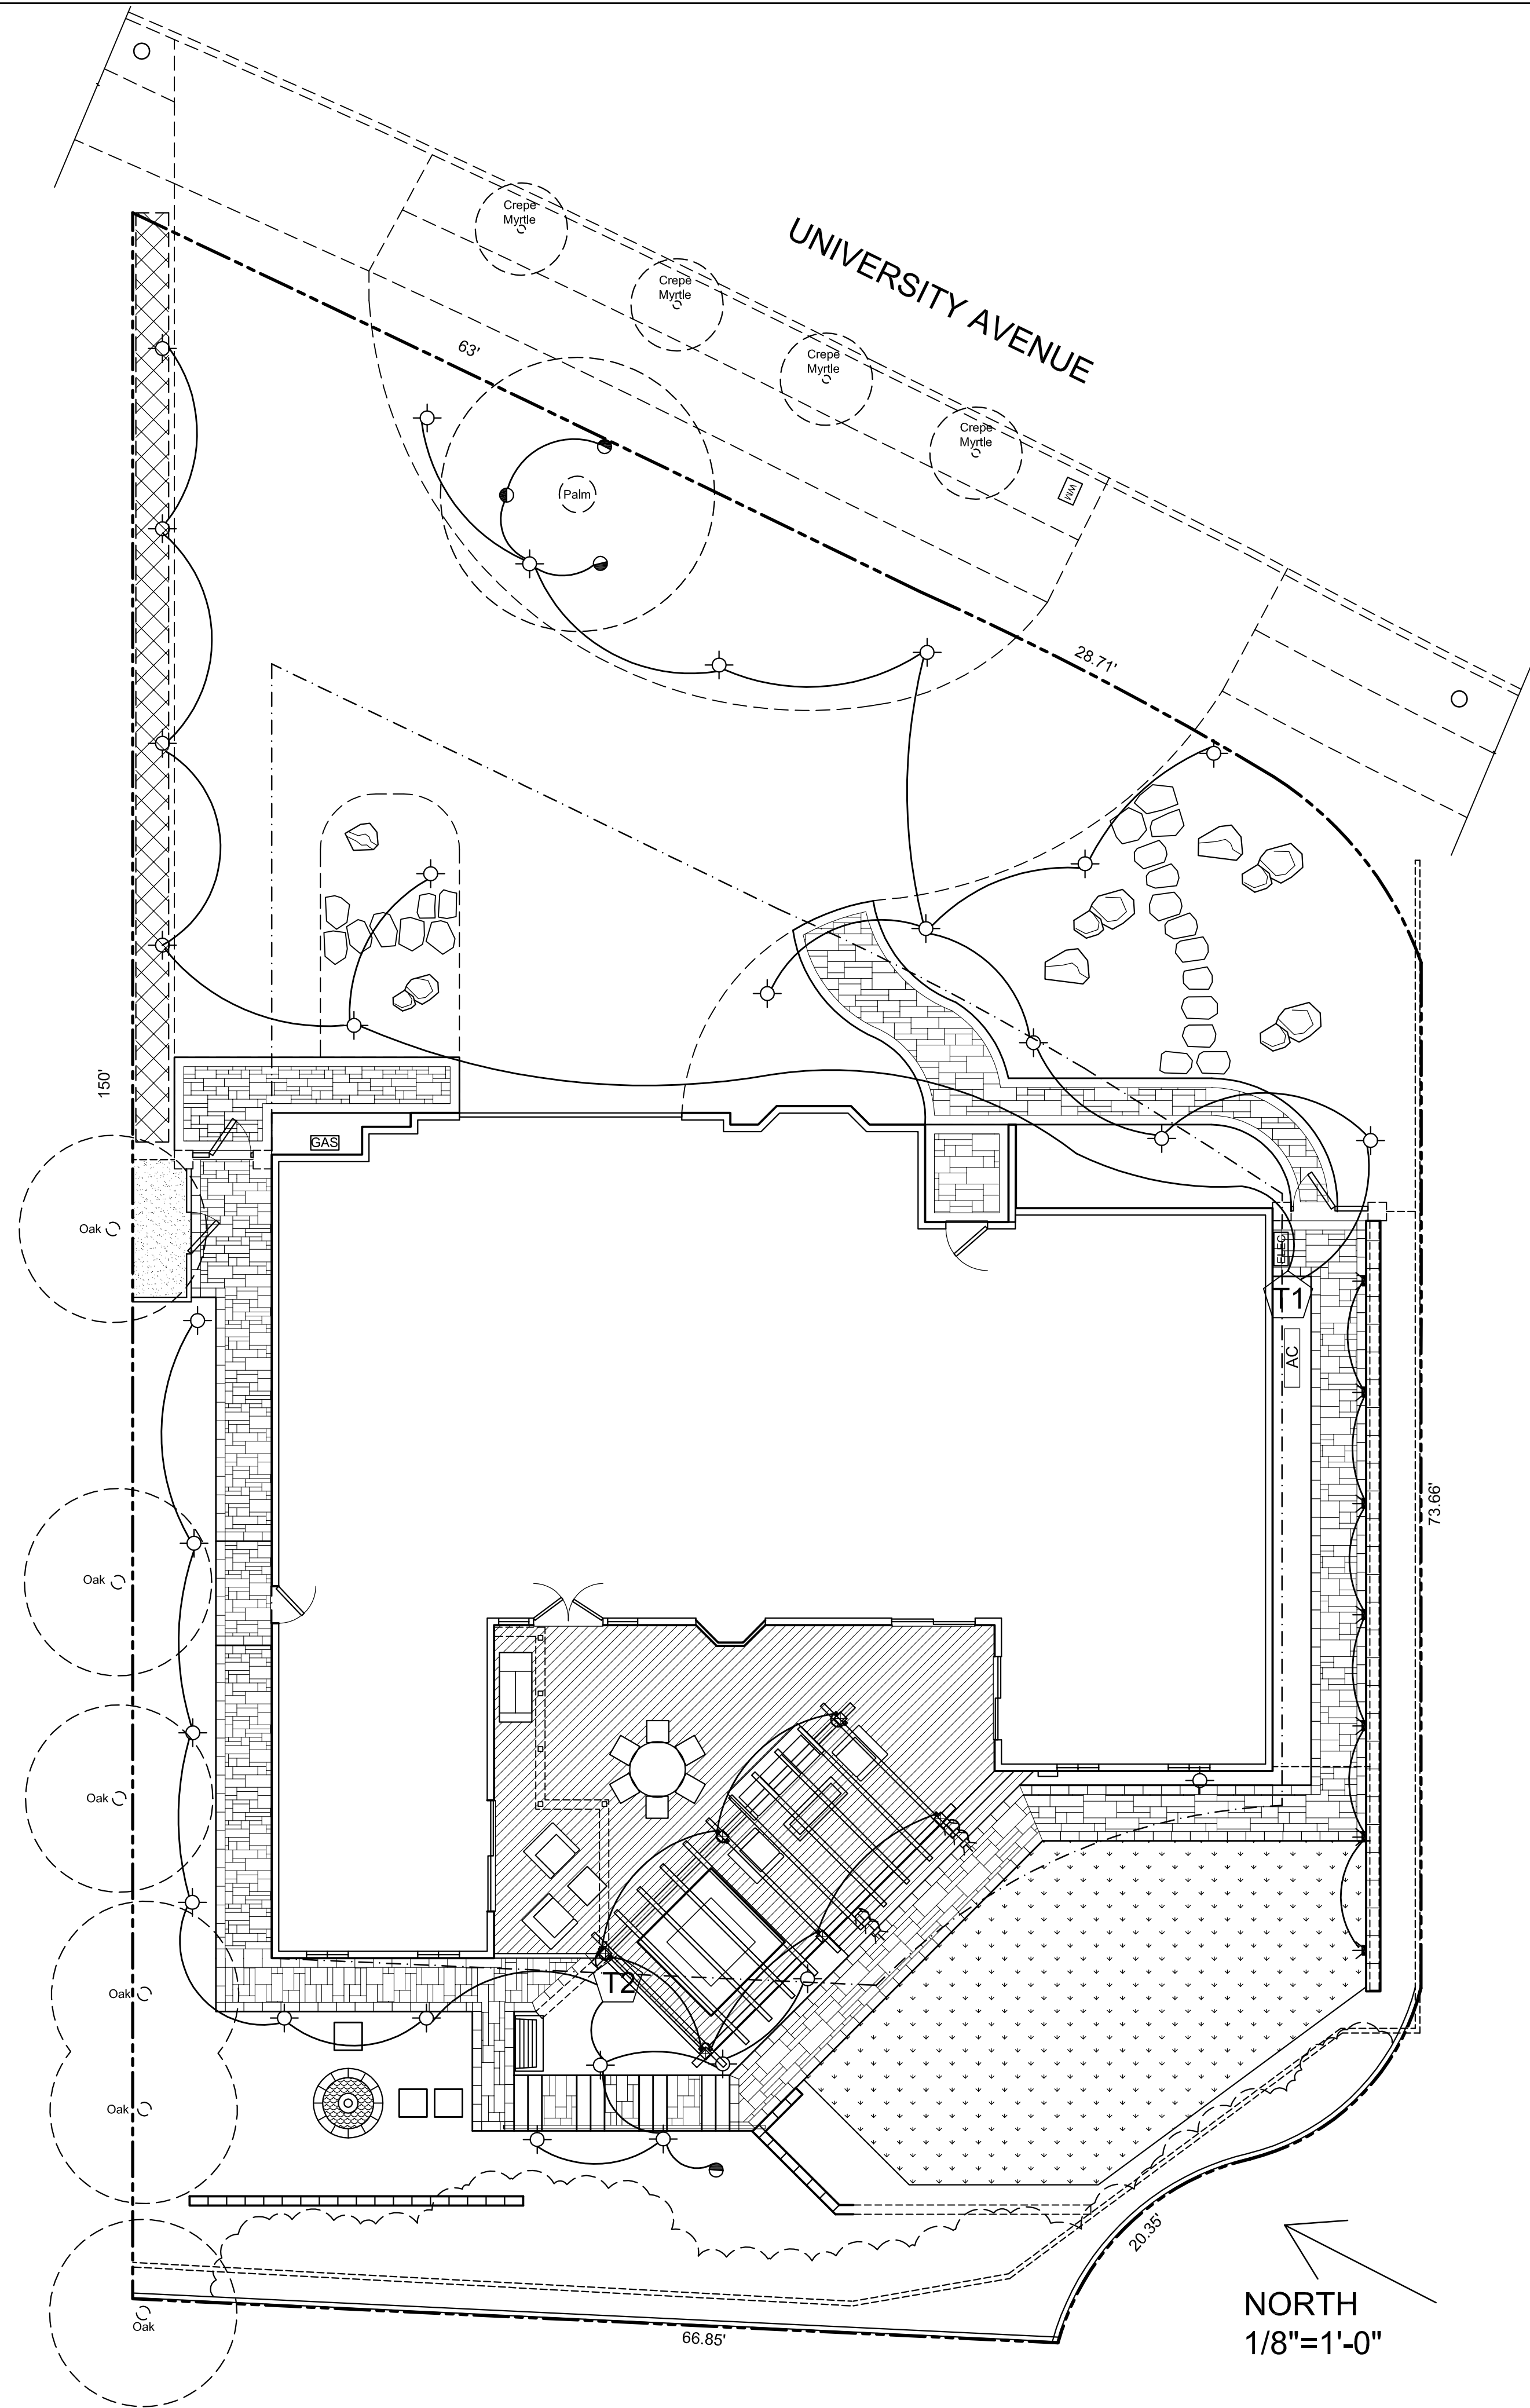 Crepe
Myrtle
Crepe
Myrtle
UNIVERSITY AVENUE
Crepe
Myrtle
63'
Crepe
Myrtle
WM
Palm
28.71'
150'
GAS
Oak
ELEC
T1
AC
73.66'
Oak
Oak
T2
Oak
Oak
20.35'
NORTH
1/8"=1'-0"
Oak
66.85'